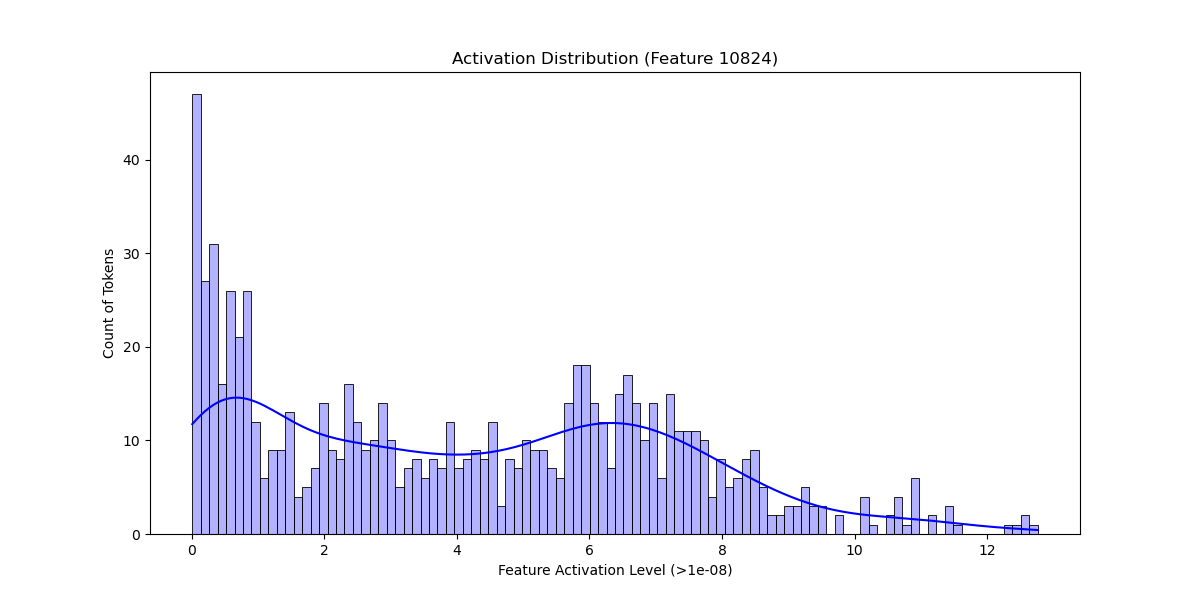 Activation Distribution (Feature 10824)
40
30
20
10
0
Count of Tokens
0 2 4 6 8 10 12
Feature Activation Level (>1e-08)